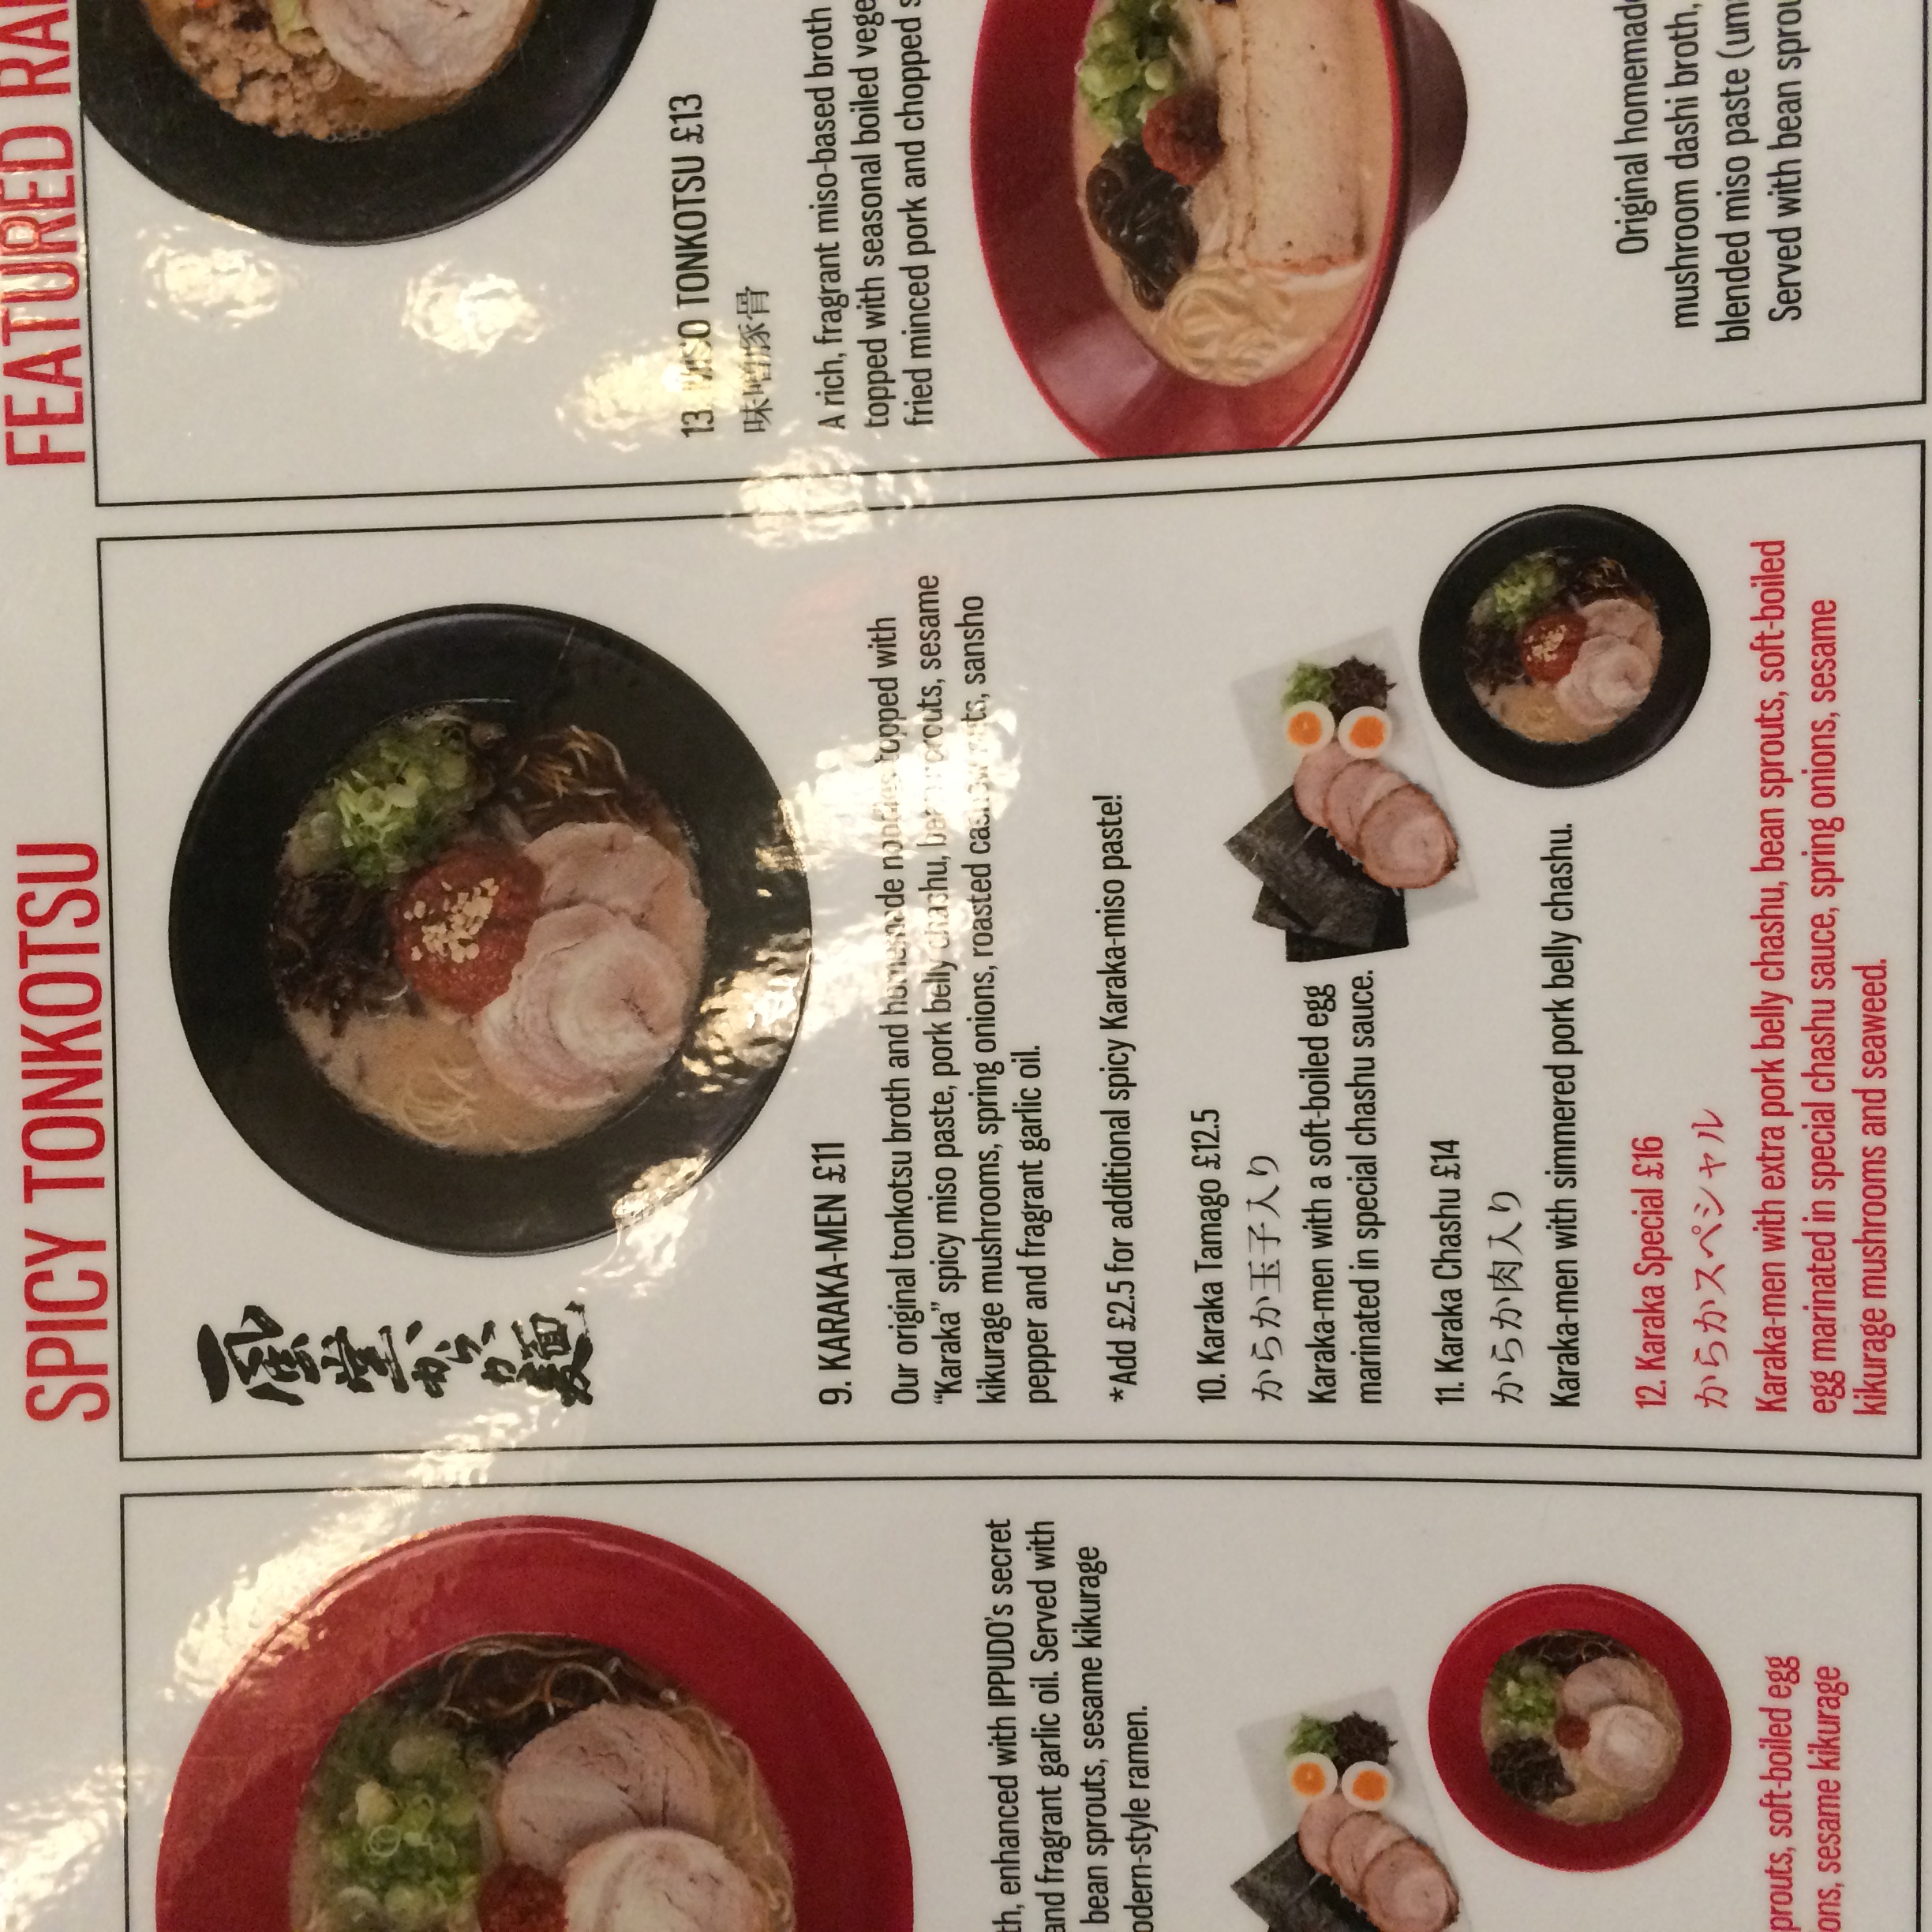 SPICY TONKOTSU
一風堂からか麺
9. KARAKA-MEN £11
Our original tonkotsu broth and homemade noodles topped with
“Karaka” spicy miso paste, pork belly chashu, bean sprouts, sesame
kikurage mushrooms, spring onions, roasted cashew nuts, sansho
pepper and fragrant garlic oil.
*Add £2.5 for additional spicy Karaka-miso paste!
10. Karaka Tamago £12.5
からか玉子入り
Karaka-men with a soft-boiled egg
marinated in special chashu sauce.
11. Karaka Chashu £14
からか肉入り
Karaka-men with simmered pork belly chashu.
12. Karaka Special £16
からかスペシャル
Karaka-men with extra pork belly chashu, bean sprouts, soft-boiled
egg marinated in special chashu sauce, spring onions, sesame
kikurage mushrooms and seaweed.
th, enhanced with IPPUDO’s secret
and fragrant garlic oil. Served with
bean sprouts, sesame kikurage
odern-style ramen.
prouts, soft-boiled egg
ons, sesame kikurage
FEATURED RA
13. MISO TONKOTSU £13
味噌豚骨
A rich, fragrant miso-based broth
topped with seasonal boiled vege
fried minced pork and chopped s
Original homemad
mushroom dashi broth,
blended miso paste (um
Served with bean sprou